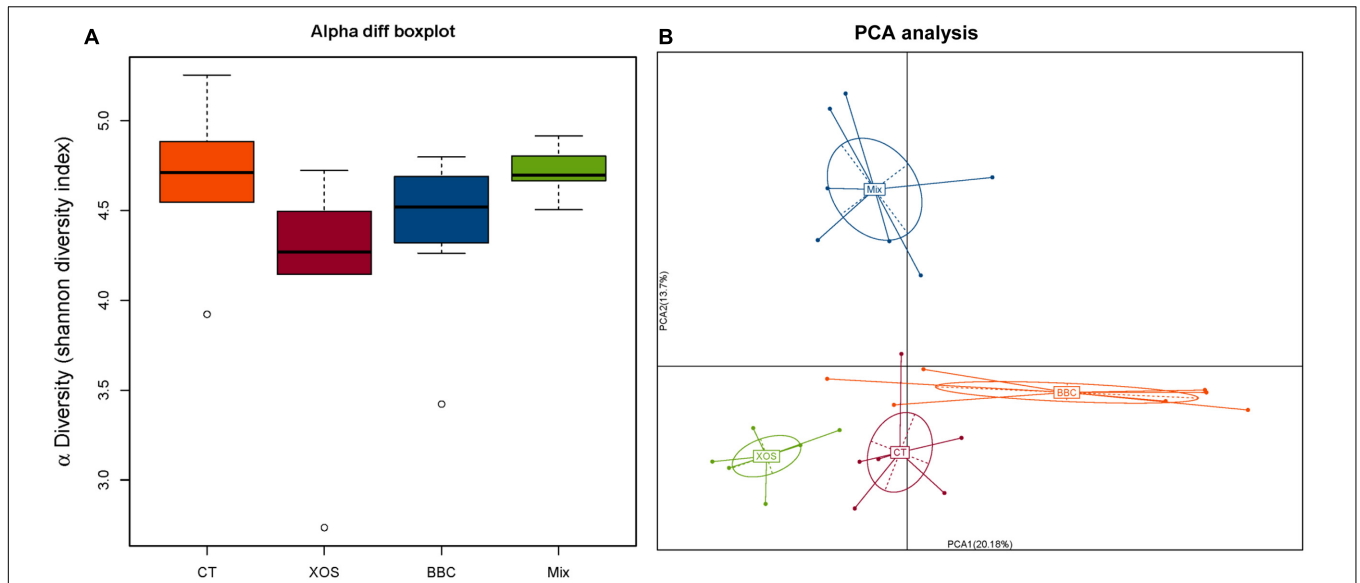 A
Alpha diff boxplot
α Diversity (shannon diversity index)
5.0
4.5
4.0
3.5
3.0
CT
XOS
BBC
Mix
B
PCA analysis
PCA2(13.7%)
Mix
BBC
XOS
CT
PCA1(20.18%)